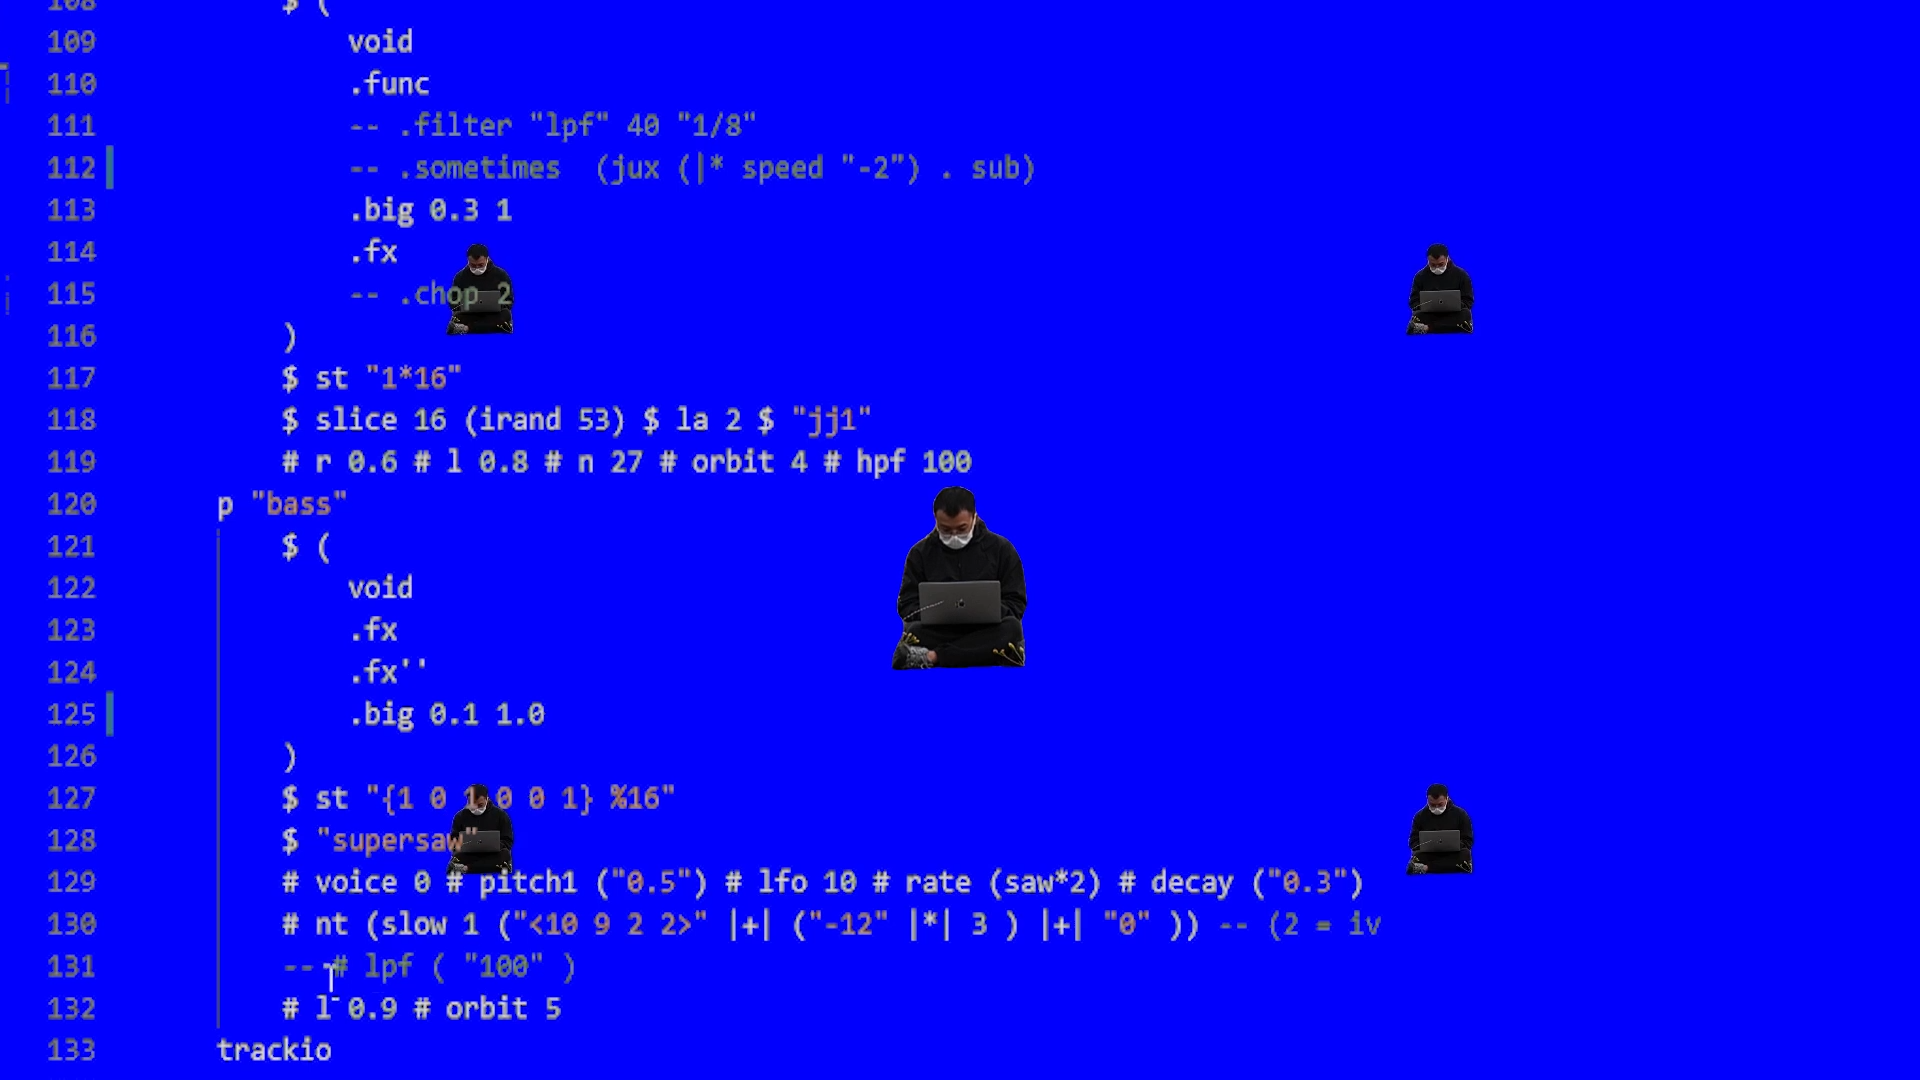 108 $ (
109 void
110 .func
111 -- .filter "lpf" 40 "1/8"
112 -- .sometimes  (jux (|* speed "-2") . sub)
113 .big 0.3 1
114 .fx
115 -- .chop 2
116 )
117 $ st "1*16"
118 $ slice 16 (irand 53) $ la 2 $ "jj1"
119 # r 0.6 # l 0.8 # n 27 # orbit 4 # hpf 100
120 p "bass"
121 $ (
122 void
123 .fx
124 .fx''
125 .big 0.1 1.0
126 )
127 $ st "{1 0 1 0 0 1} %16"
128 $ "supersaw"
129 # voice 0 # pitch1 ("0.5") # lfo 10 # rate (saw*2) # decay ("0.3")
130 # nt (slow 1 ("<10 9 2 2>" |+| ("-12" |*| 3 ) |+| "0" )) -- (2 = iv
131 -- # lpf ( "100" )
132 # l 0.9 # orbit 5
133 trackio